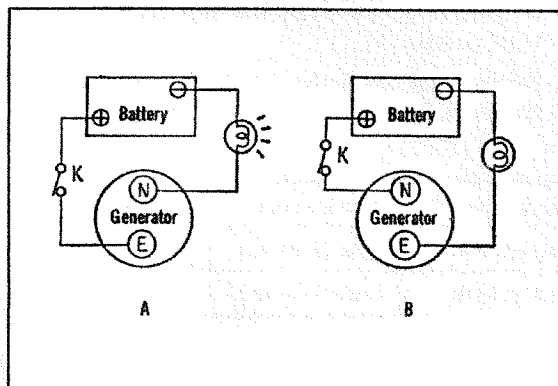 ⊖
⊕ Battery
K
N
Generator
E
A
⊖
⊕ Battery
K
N
Generator
E
B